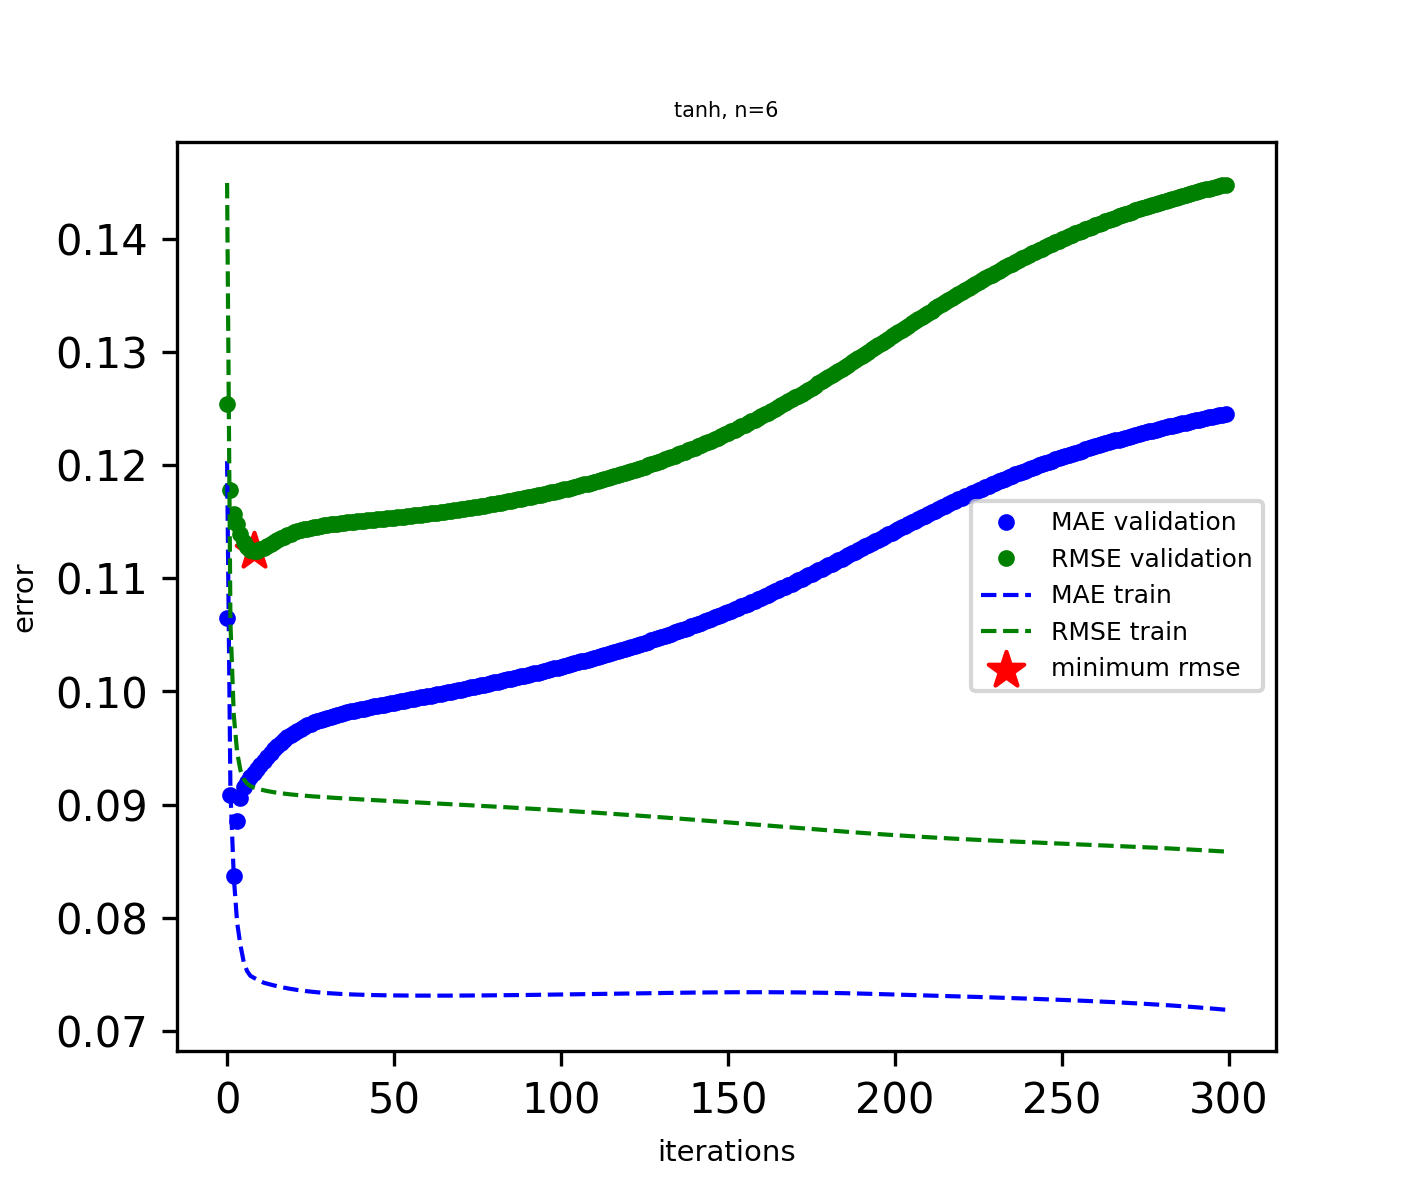 tanh, n=6
error
0.14
0.13
0.12
0.11
0.10
0.09
0.08
0.07
MAE validation
RMSE validation
MAE train
RMSE train
minimum rmse
0 50 100 150 200 250 300
iterations